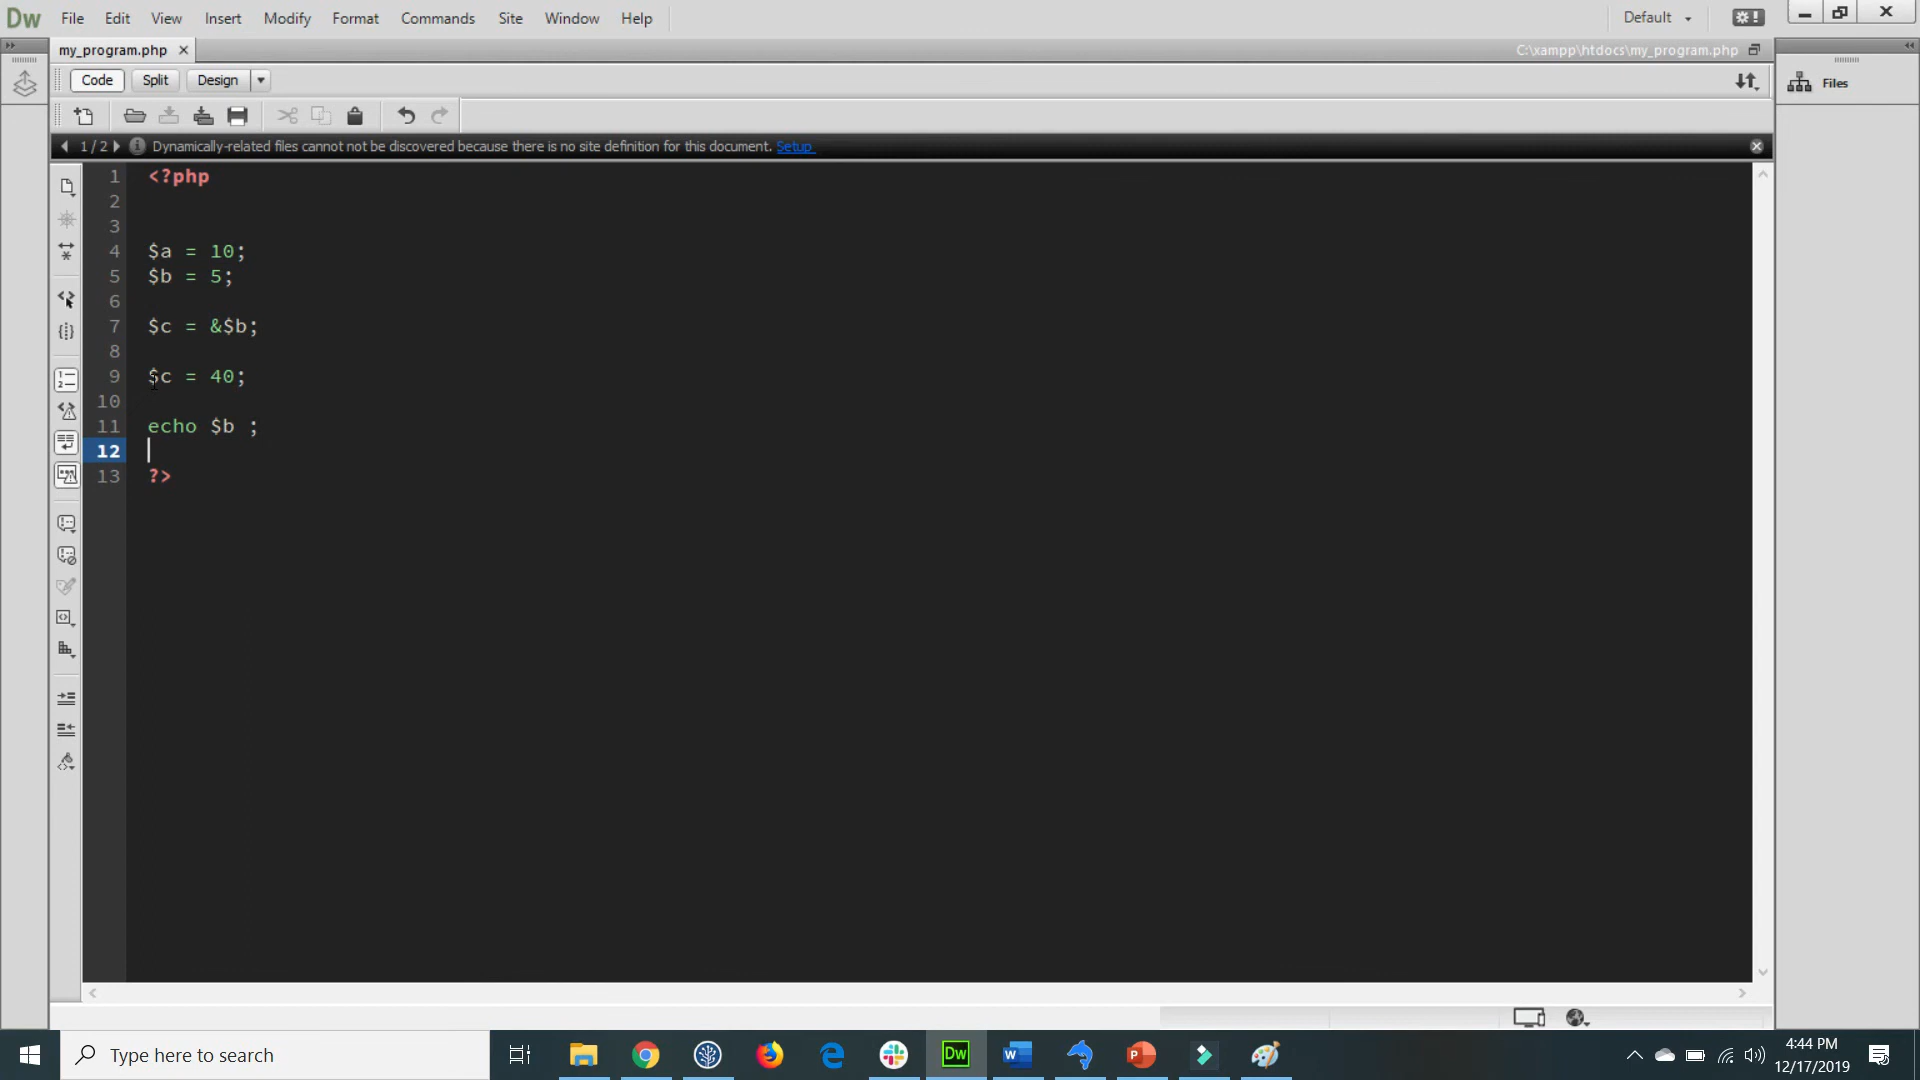 Dw File Edit View Insert Modify Format Commands Site Window Help Default
my_program.php C:\xampp\htdocs\my_program.php
Code Split Design Files
1 / 2 Dynamically-related files cannot not be discovered because there is no site definition for this document. Setup
1 <?php
2
3
4 $a = 10;
5 $b = 5;
6
7 $c = &$b;
8
9 $c = 40;
10
11 echo $b ;
12
13 ?>
Type here to search Dw 4:44 PM
12/17/2019